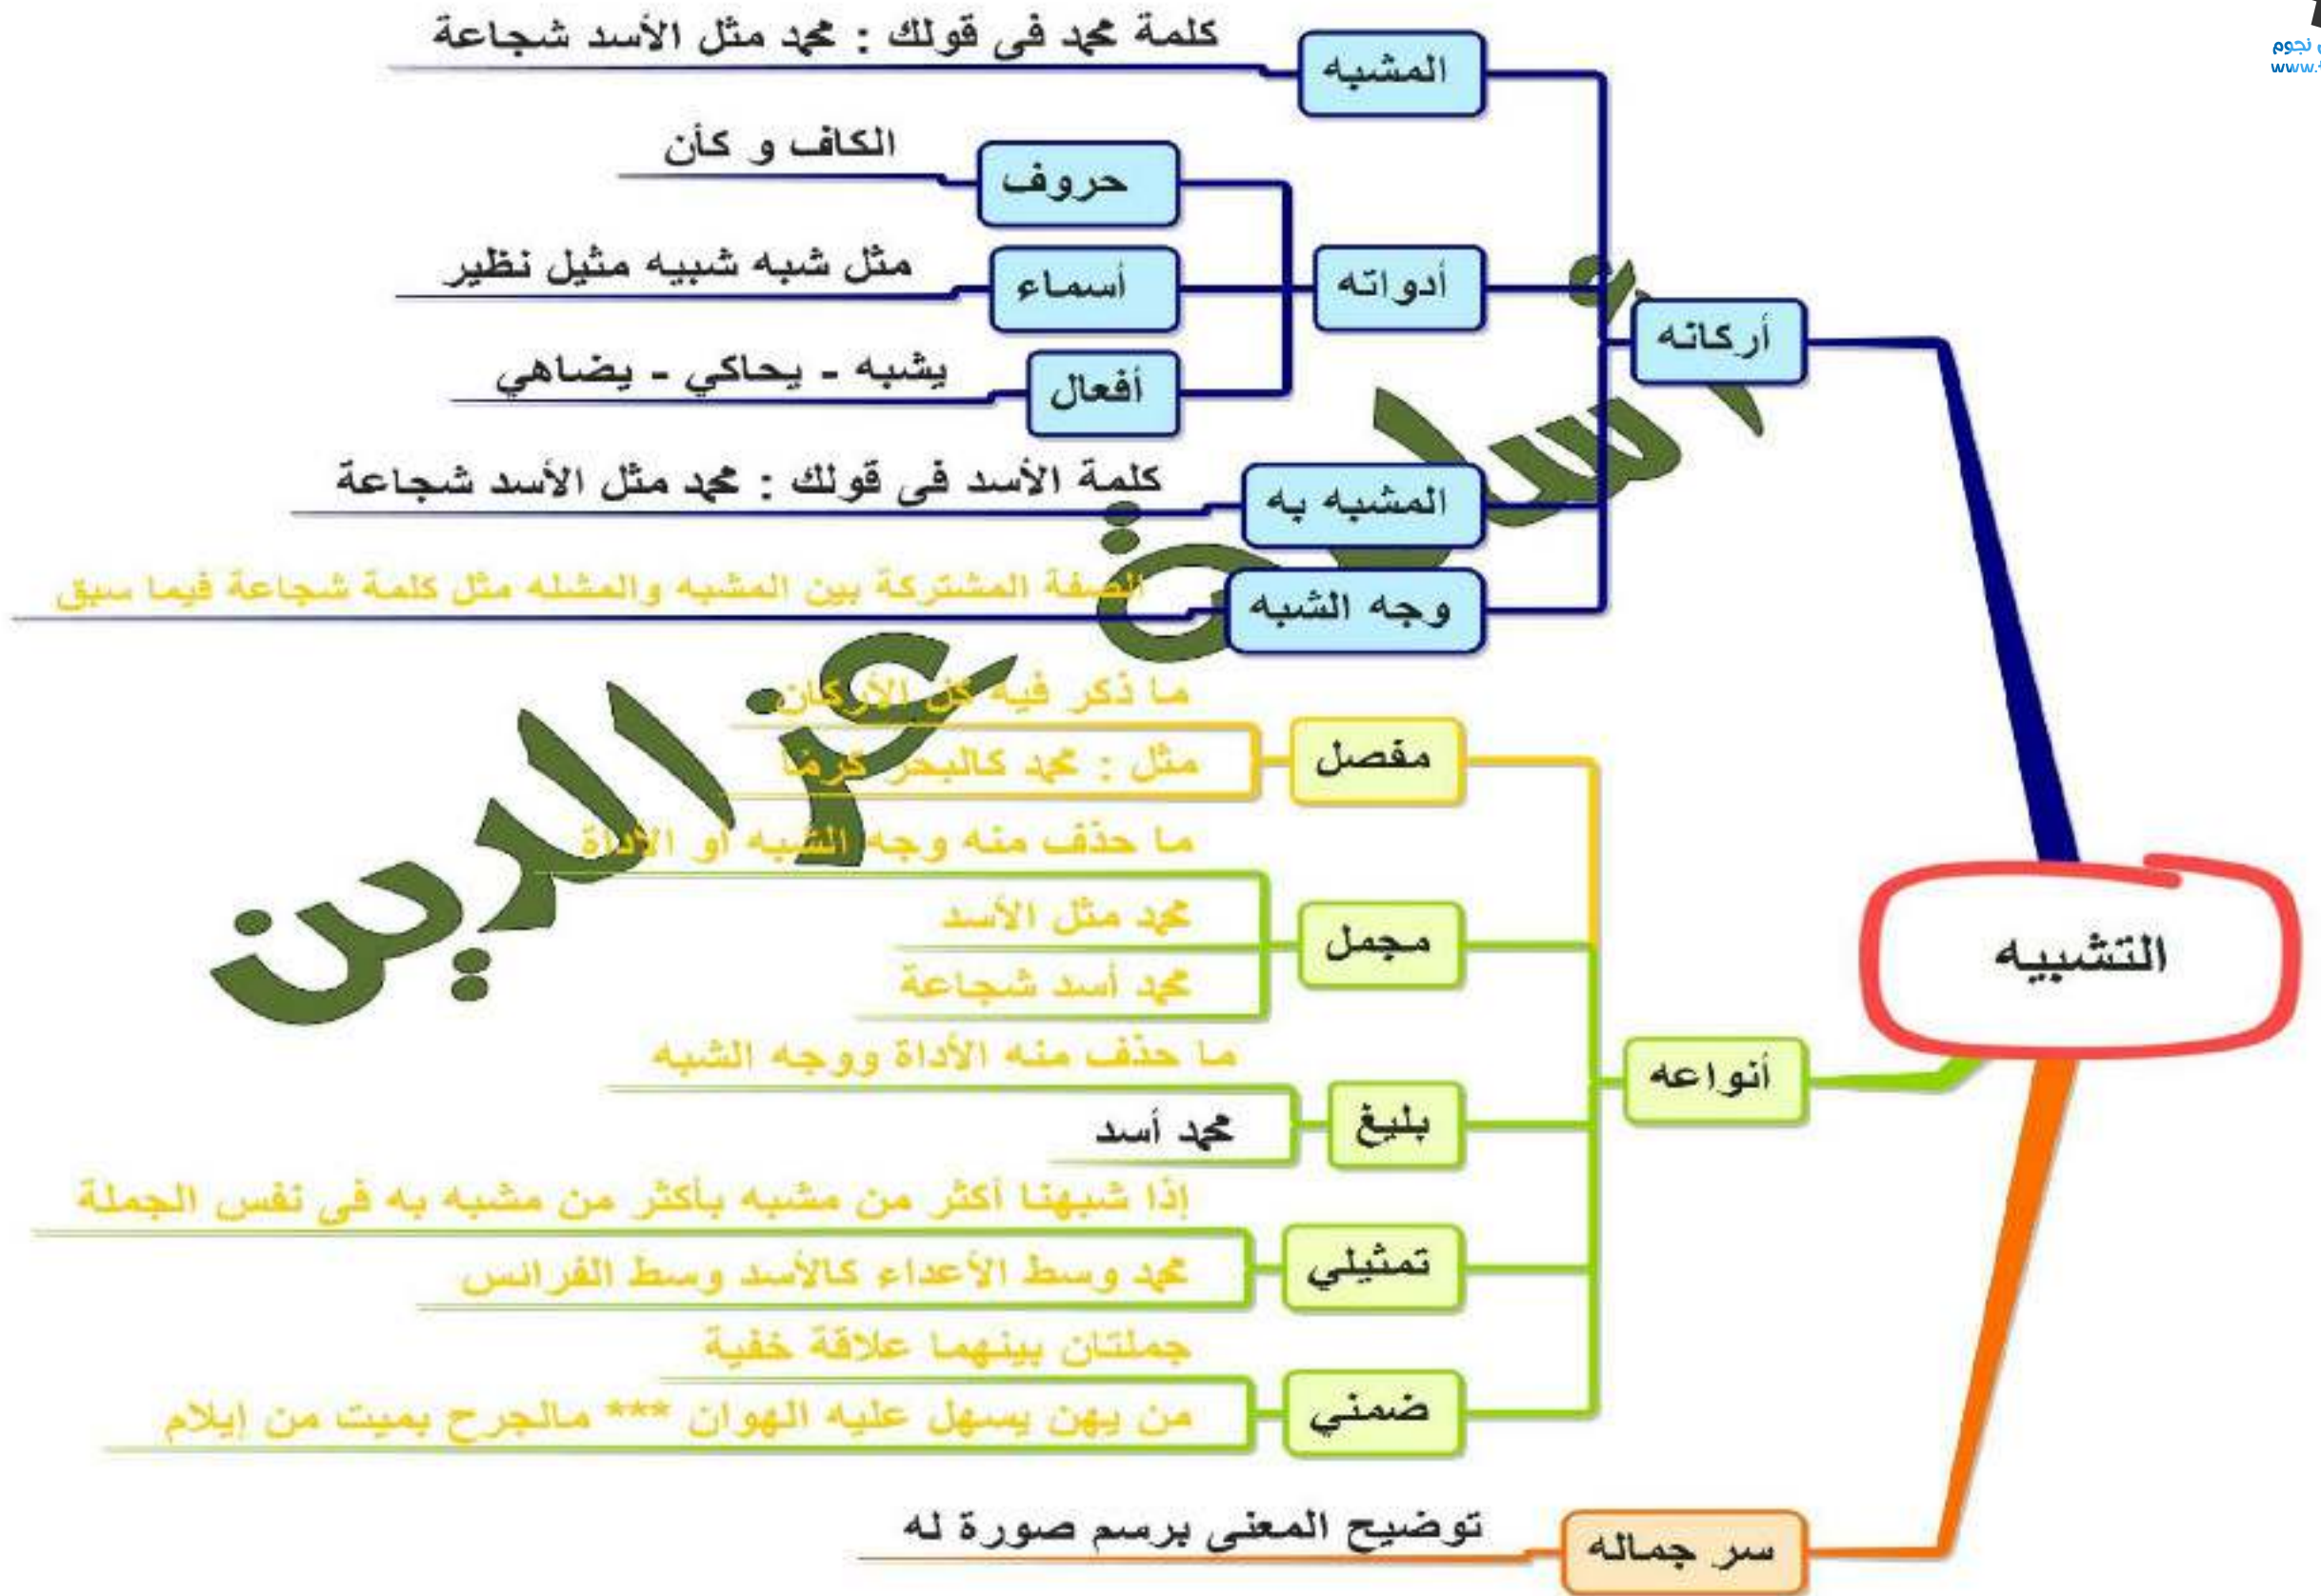 نجوم
www.
التشبيه
أركانه
المشبه
كلمة محمد فى قولك : محمد مثل الأسد شجاعة
أدواته
حروف
الكاف و كأن
أسماء
مثل شبه شبيه مثيل نظير
أفعال
يشبه - يحاكي - يضاهي
المشبه به
كلمة الأسد فى قولك : محمد مثل الأسد شجاعة
وجه الشبه
الصفة المشتركة بين المشبه والمشله مثل كلمة شجاعة فيما سبق
أنواعه
مفصل
ما ذكر فيه كل الأركان
مثل : محمد كالبحر كرمًا
مجمل
ما حذف منه وجه الشبه أو الأداة
محمد مثل الأسد
محمد أسد شجاعة
بليغ
ما حذف منه الأداة ووجه الشبه
محمد أسد
تمثيلي
إذا شبهنا أكثر من مشبه بأكثر من مشبه به فى نفس الجملة
محمد وسط الأعداء كالأسد وسط الفرائس
ضمني
جملتان بينهما علاقة خفية
من يهن يسهل عليه الهوان *** مالجرح بميت من إيلام
سر جماله
توضيح المعنى برسم صورة له
عز الدين